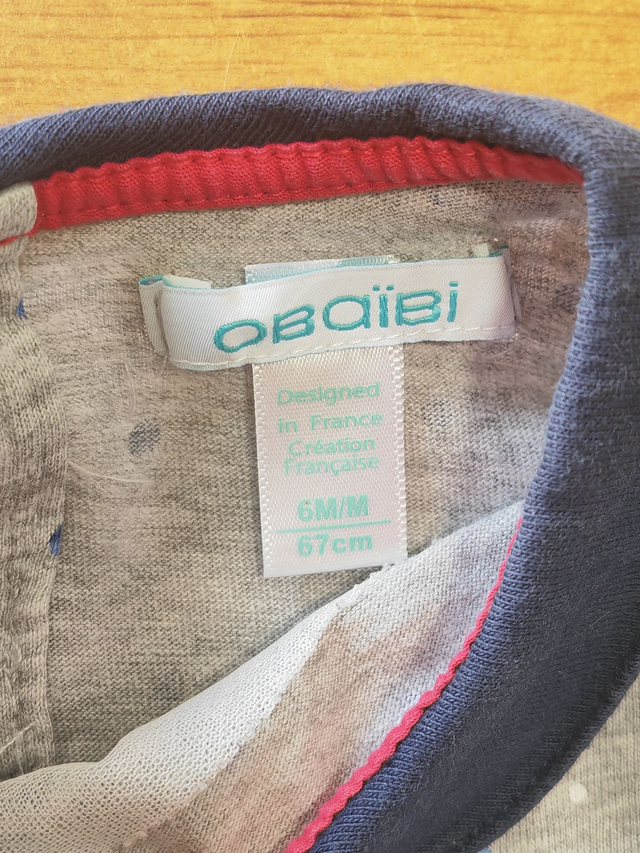 OBaïBi
Designed
in France
Création
Française
6M/M
67cm